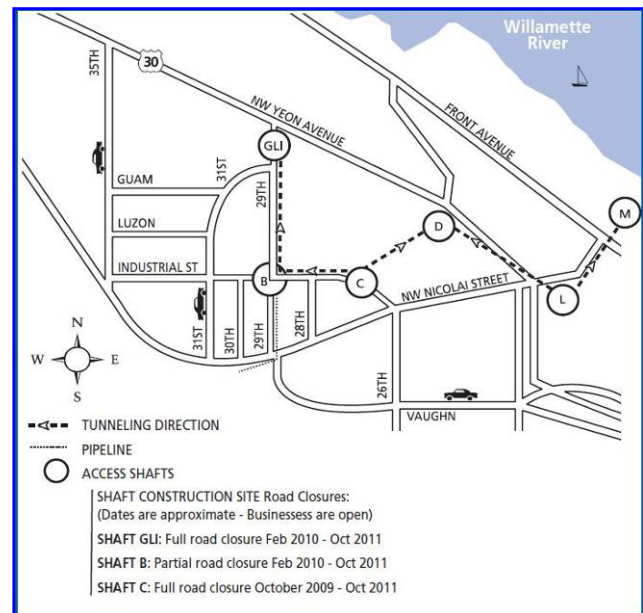 Willamette
River
30
35TH
NW YEON AVENUE
FRONT AVENUE
GLI
31ST
29TH
GUAM
M
LUZON
D
INDUSTRIAL ST
B
C
NW NICOLAI STREET
L
31ST
30TH
29TH
28TH
26TH
N
W
E
S
VAUGHN
TUNNELING DIRECTION
PIPELINE
ACCESS SHAFTS
SHAFT CONSTRUCTION SITE Road Closures:
(Dates are approximate - Businessess are open)
SHAFT GLI: Full road closure Feb 2010 - Oct 2011
SHAFT B: Partial road closure Feb 2010 - Oct 2011
SHAFT C: Full road closure October 2009 - Oct 2011